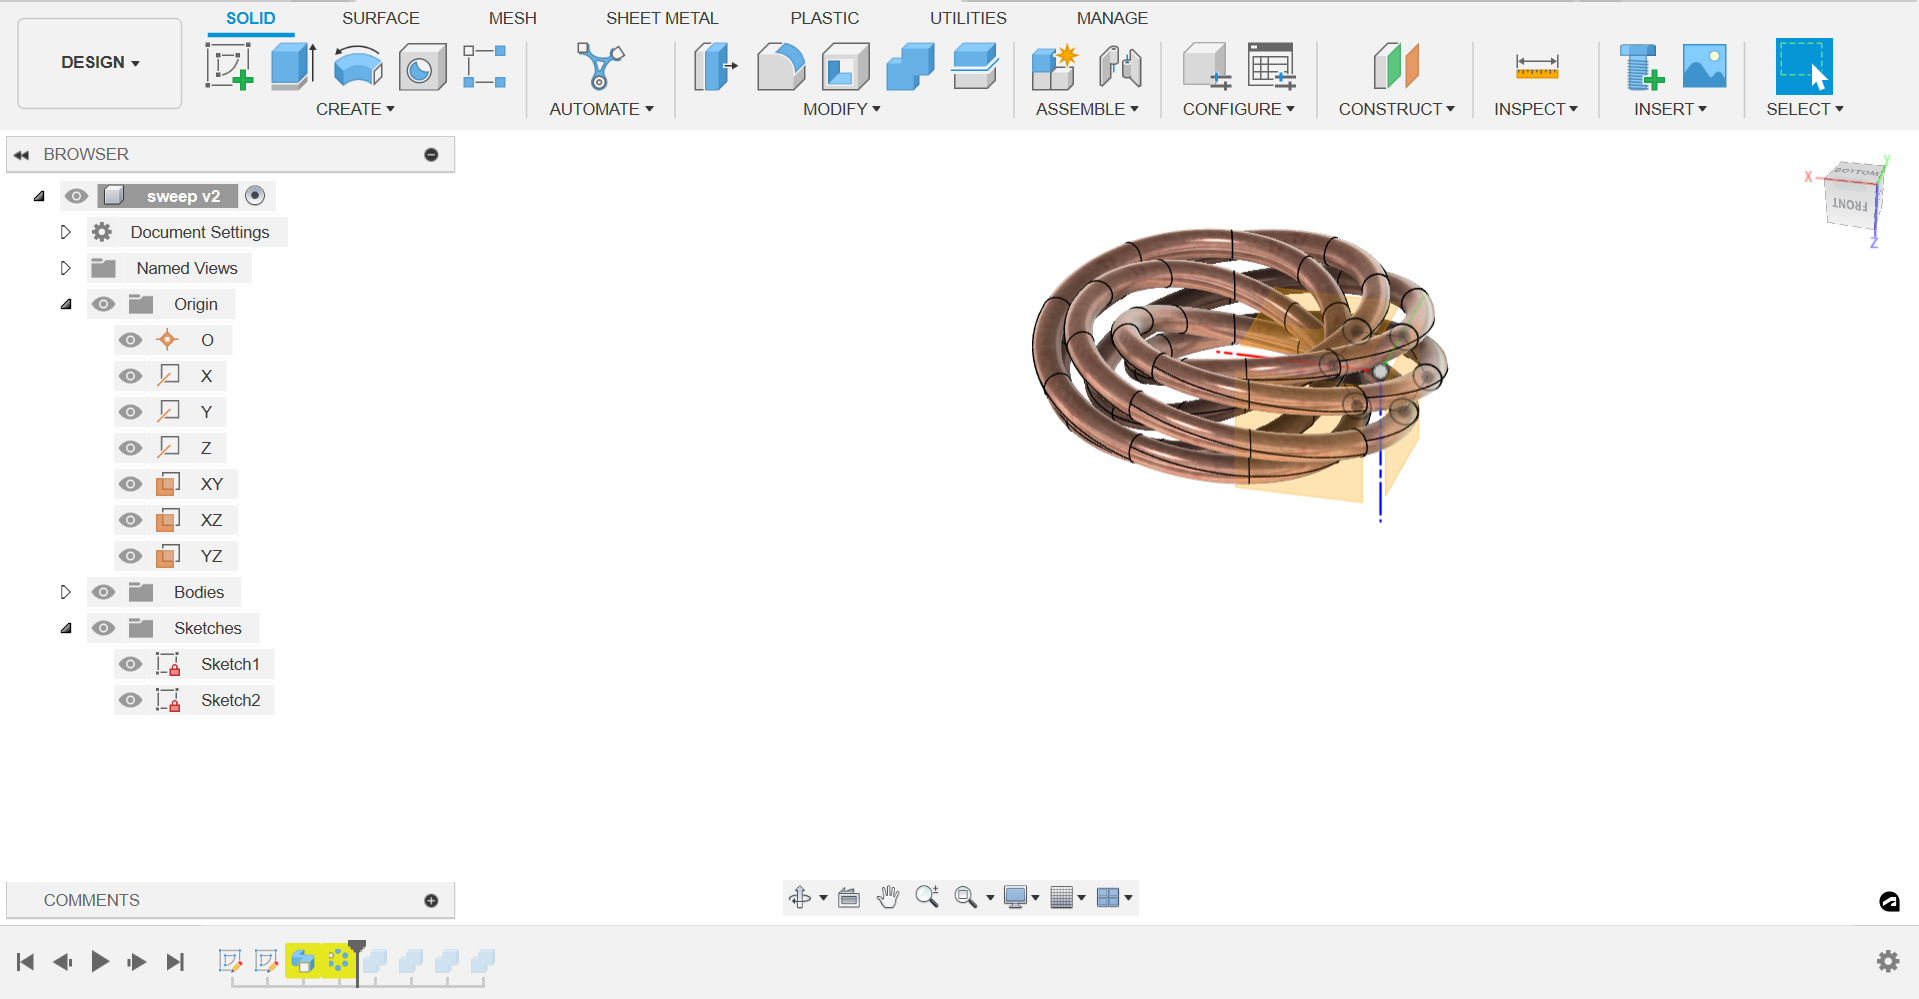 SOLID SURFACE MESH SHEET METAL PLASTIC UTILITIES MANAGE
DESIGN
CREATE AUTOMATE MODIFY ASSEMBLE CONFIGURE CONSTRUCT INSPECT INSERT SELECT
BROWSER
sweep v2
Document Settings
Named Views
Origin
O
X
Y
Z
XY
XZ
YZ
Bodies
Sketches
Sketch1
Sketch2
Y
X
BOTTOM
FRONT
Z
COMMENTS